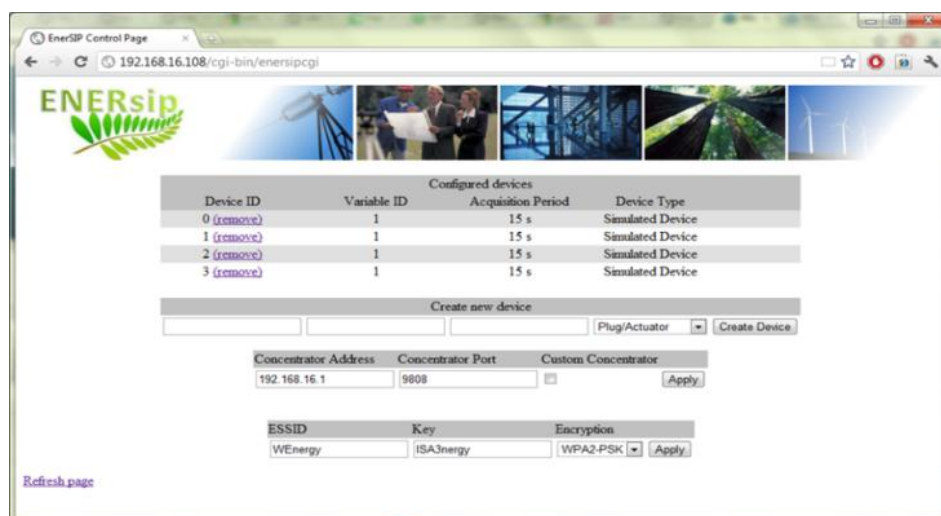 EnerSIP Control Page
192.168.16.108/cgi-bin/enersipcgi
ENERsip
Configured devices
Device ID Variable ID Acquisition Period Device Type
0 (remove) 1 15 s Simulated Device
1 (remove) 1 15 s Simulated Device
2 (remove) 1 15 s Simulated Device
3 (remove) 1 15 s Simulated Device
Create new device
Plug/Actuator Create Device
Concentrator Address Concentrator Port Custom Concentrator
192.168.16.1 9808 Apply
ESSID Key Encryption
WEnergy ISA3nergy WPA2-PSK Apply
Refresh page